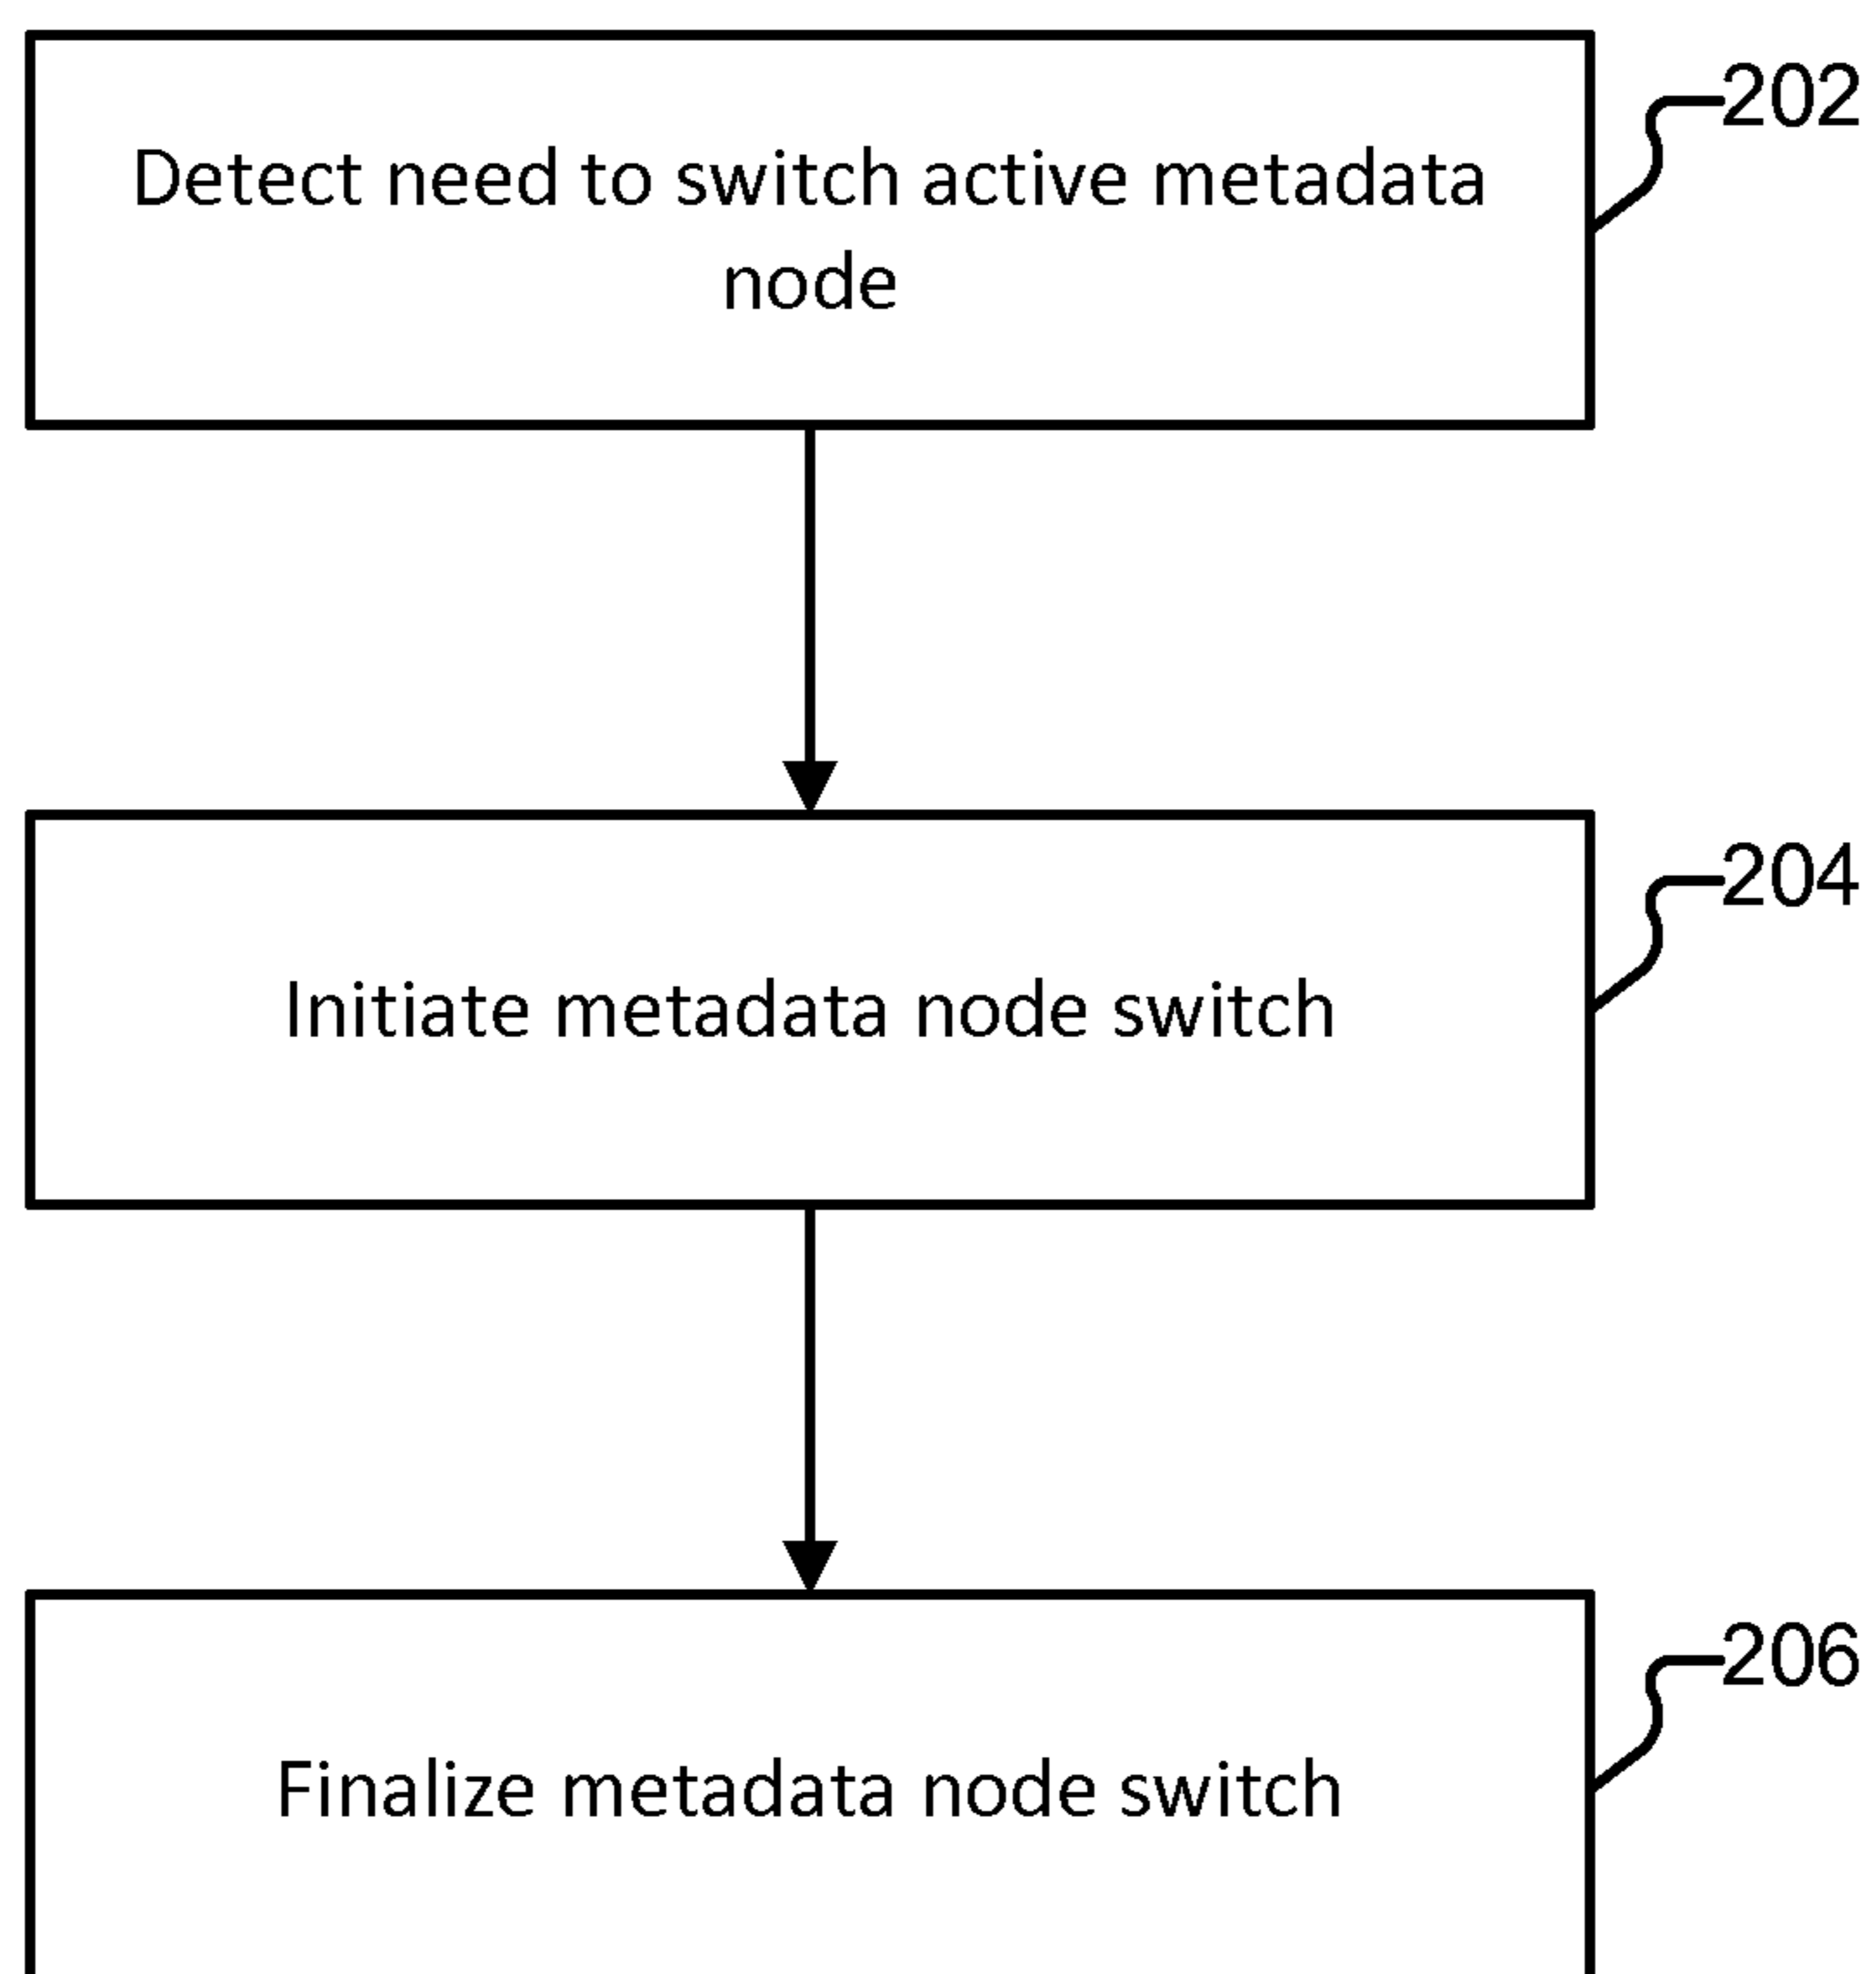 202
Detect need to switch active metadata
node
204
Initiate metadata node switch
206
Finalize metadata node switch